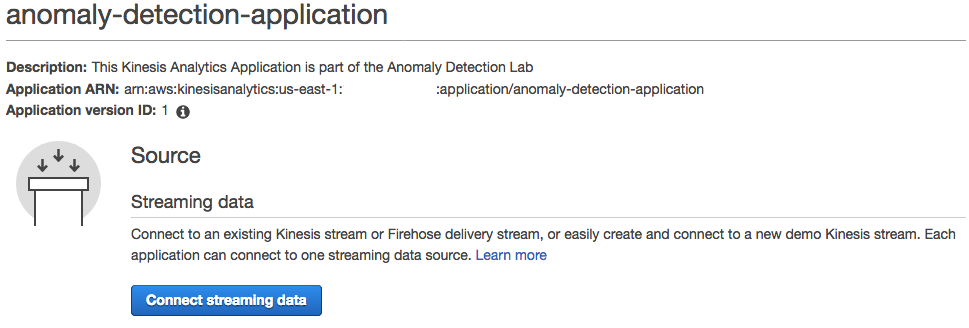 anomaly-detection-application
Description: This Kinesis Analytics Application is part of the Anomaly Detection Lab
Application ARN: arn:aws:kinesisanalytics:us-east-1: :application/anomaly-detection-application
Application version ID: 1 i
Source
Streaming data
Connect to an existing Kinesis stream or Firehose delivery stream, or easily create and connect to a new demo Kinesis stream. Each
application can connect to one streaming data source. Learn more
Connect streaming data